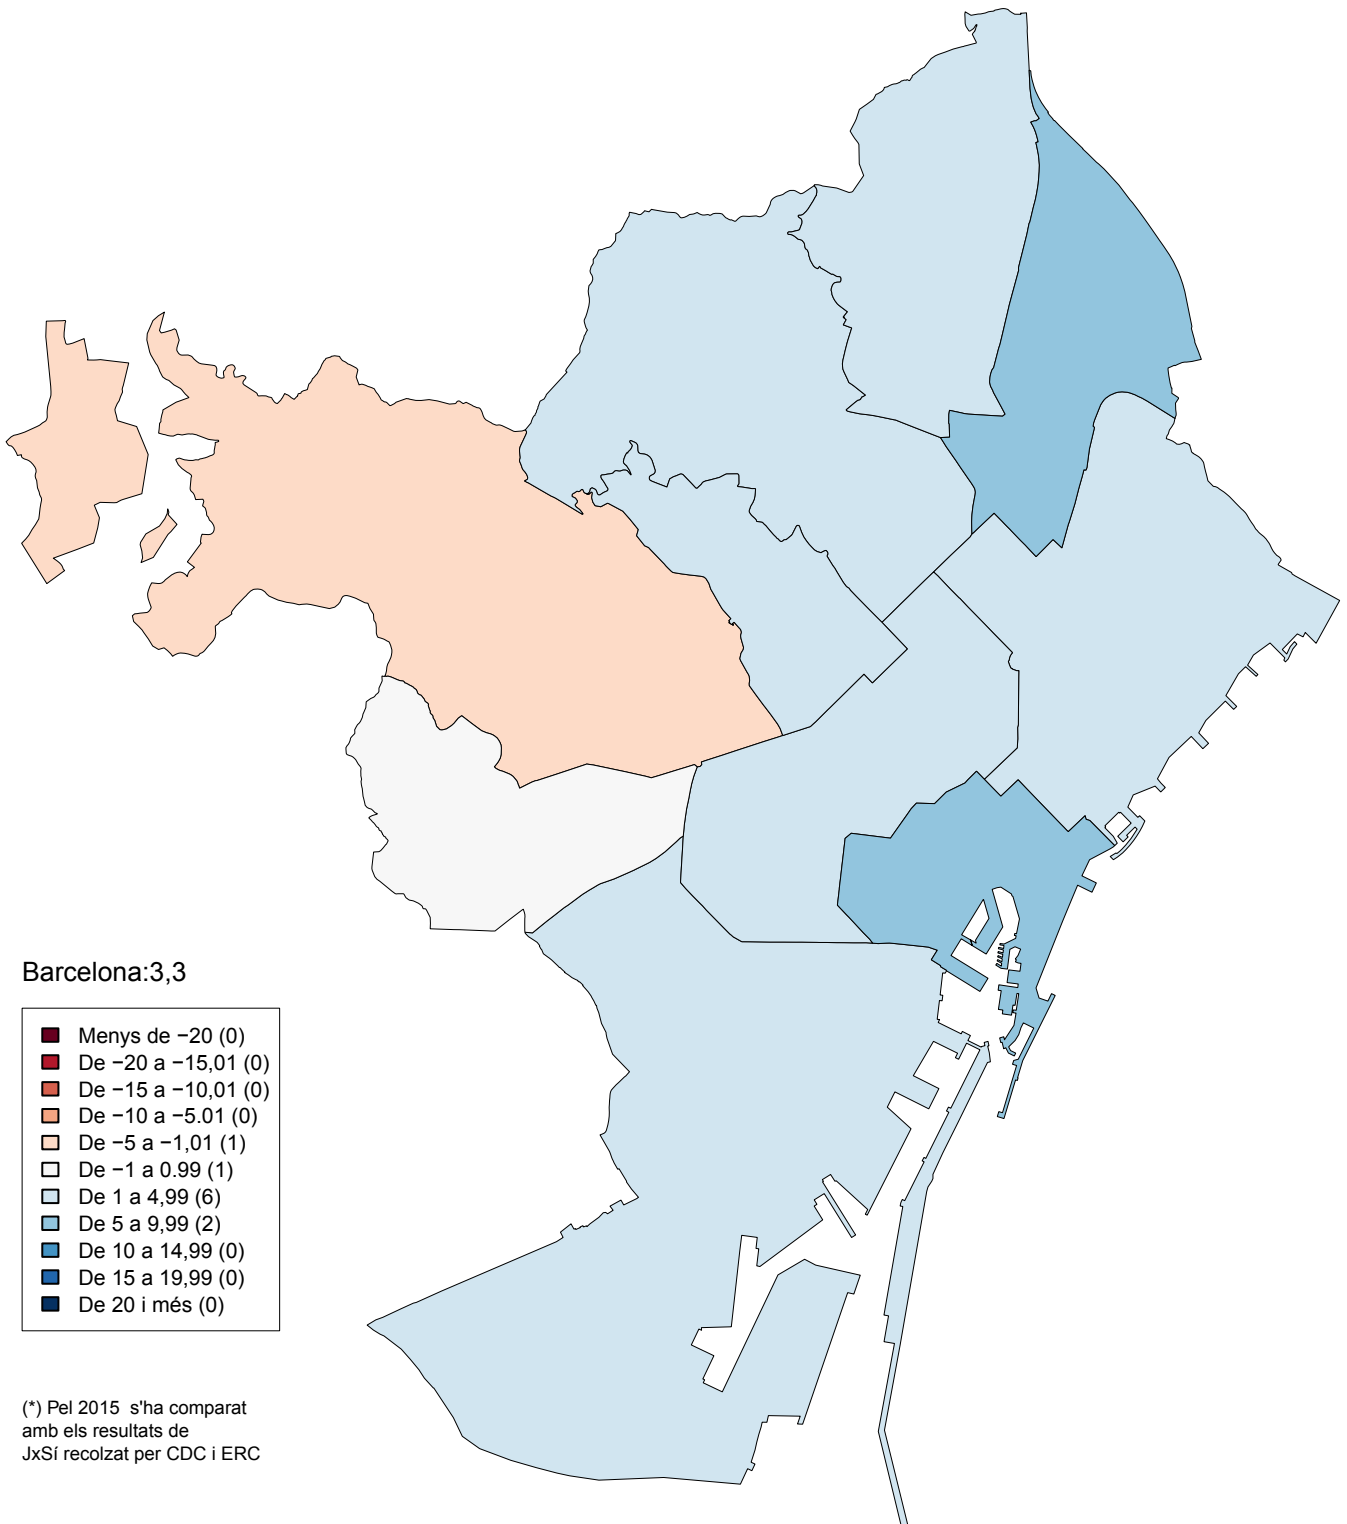 Barcelona:3,3
Menys de −20 (0)
De −20 a −15,01 (0)
De −15 a −10,01 (0)
De −10 a −5.01 (0)
De −5 a −1,01 (1)
De −1 a 0.99 (1)
De 1 a 4,99 (6)
De 5 a 9,99 (2)
De 10 a 14,99 (0)
De 15 a 19,99 (0)
De 20 i més (0)
(*) Pel 2015 s'ha comparat
amb els resultats de
JxSí recolzat per CDC i ERC